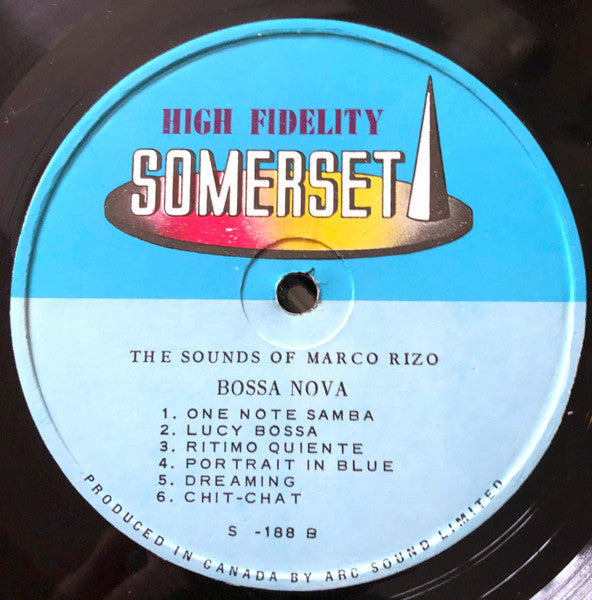 HIGH FIDELITY
SOMERSET
THE SOUNDS OF MARCO RIZO
BOSSA NOVA
1. ONE NOTE SAMBA
2. LUCY BOSSA
3. RITIMO QUIENTE
4. PORTRAIT IN BLUE
5. DREAMING
6. CHIT-CHAT
S -188 B
PRODUCED IN CANADA BY ARC SOUND LIMITED